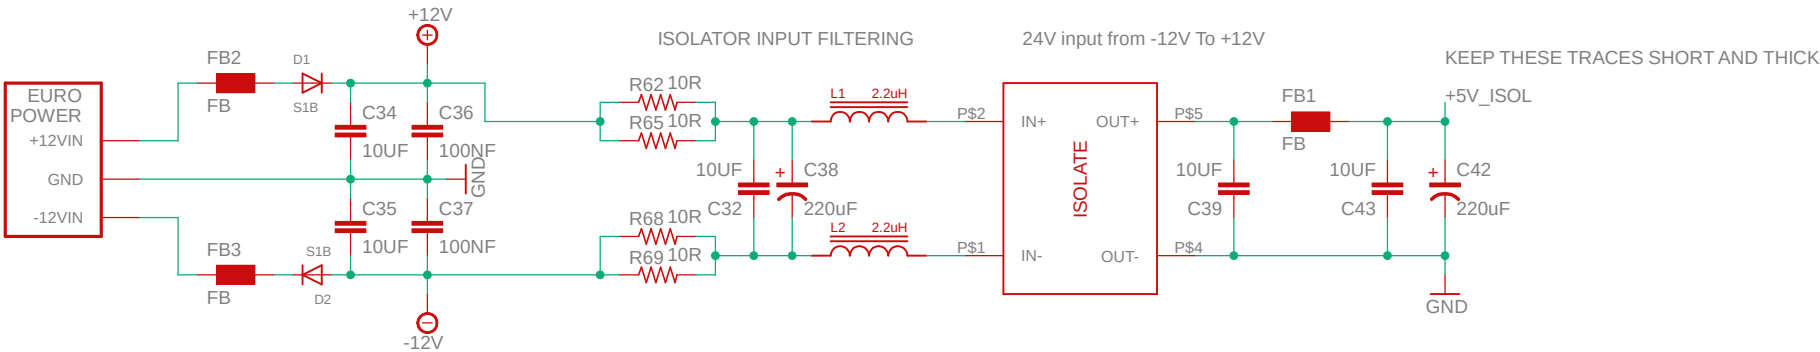 +12V
ISOLATOR INPUT FILTERING
24V input from -12V To +12V
KEEP THESE TRACES SHORT AND THICK
FB2
D1
FB
S1B
EURO
POWER
+12VIN
GND
-12VIN
C34
10UF
C36
100NF
GND
C35
10UF
C37
100NF
FB3
FB
S1B
D2
-12V
R62 10R
R65 10R
R68 10R
R69 10R
10UF
C32
+
C38
220uF
L1 2.2uH
L2 2.2uH
P$2
P$1
IN+
IN-
ISOLATE
OUT+
OUT-
P$5
P$4
10UF
C39
FB1
FB
+5V_ISOL
10UF
C43
+
C42
220uF
GND